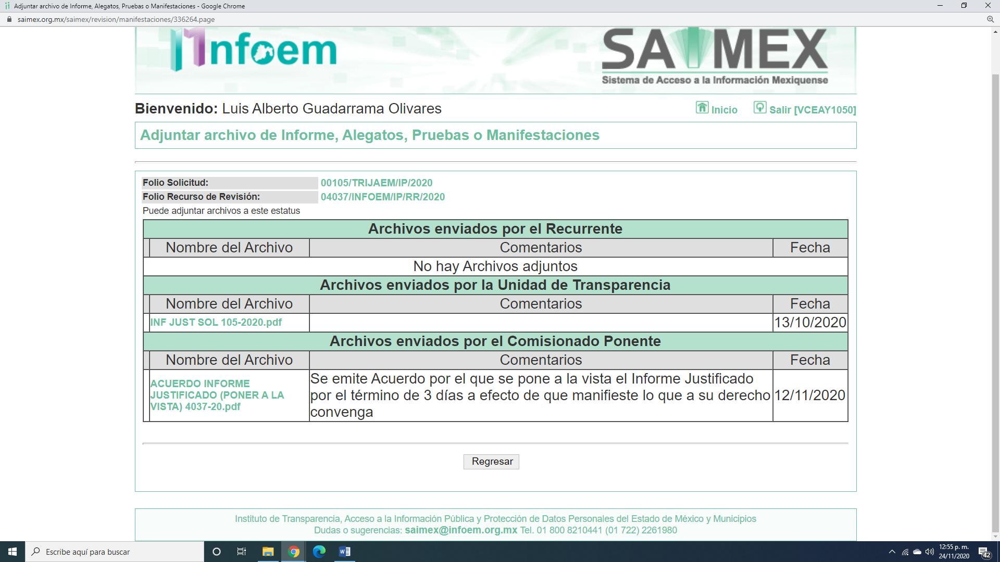 Adjuntar archivo de Informe, Alegatos, Pruebas o Manifestaciones - Google Chrome
saimex.org.mx/saimex/revision/manifestaciones/336264.page
infoem
SAIMEX
Sistema de Acceso a la Información Mexiquense
Bienvenido: Luis Alberto Guadarrama Olivares
Inicio
Salir [VCEAY1050]
Adjuntar archivo de Informe, Alegatos, Pruebas o Manifestaciones
Folio Solicitud: 00105/TRIJAEM/IP/2020
Folio Recurso de Revisión: 04037/INFOEM/IP/RR/2020
Puede adjuntar archivos a este estatus
Archivos enviados por el Recurrente
Nombre del Archivo Comentarios Fecha
No hay Archivos adjuntos
Archivos enviados por la Unidad de Transparencia
Nombre del Archivo Comentarios Fecha
INF JUST SOL 105-2020.pdf 13/10/2020
Archivos enviados por el Comisionado Ponente
Nombre del Archivo Comentarios Fecha
ACUERDO INFORME
JUSTIFICADO (PONER A LA
VISTA) 4037-20.pdf
Se emite Acuerdo por el que se pone a la vista el Informe Justificado
por el término de 3 días a efecto de que manifieste lo que a su derecho
convenga
12/11/2020
Regresar
Instituto de Transparencia, Acceso a la Información Pública y Protección de Datos Personales del Estado de México y Municipios
Dudas o sugerencias: saimex@infoem.org.mx Tel. 01 800 8210441 (01 722) 2261980
Escribe aquí para buscar
12:55 p. m.
24/11/2020
42